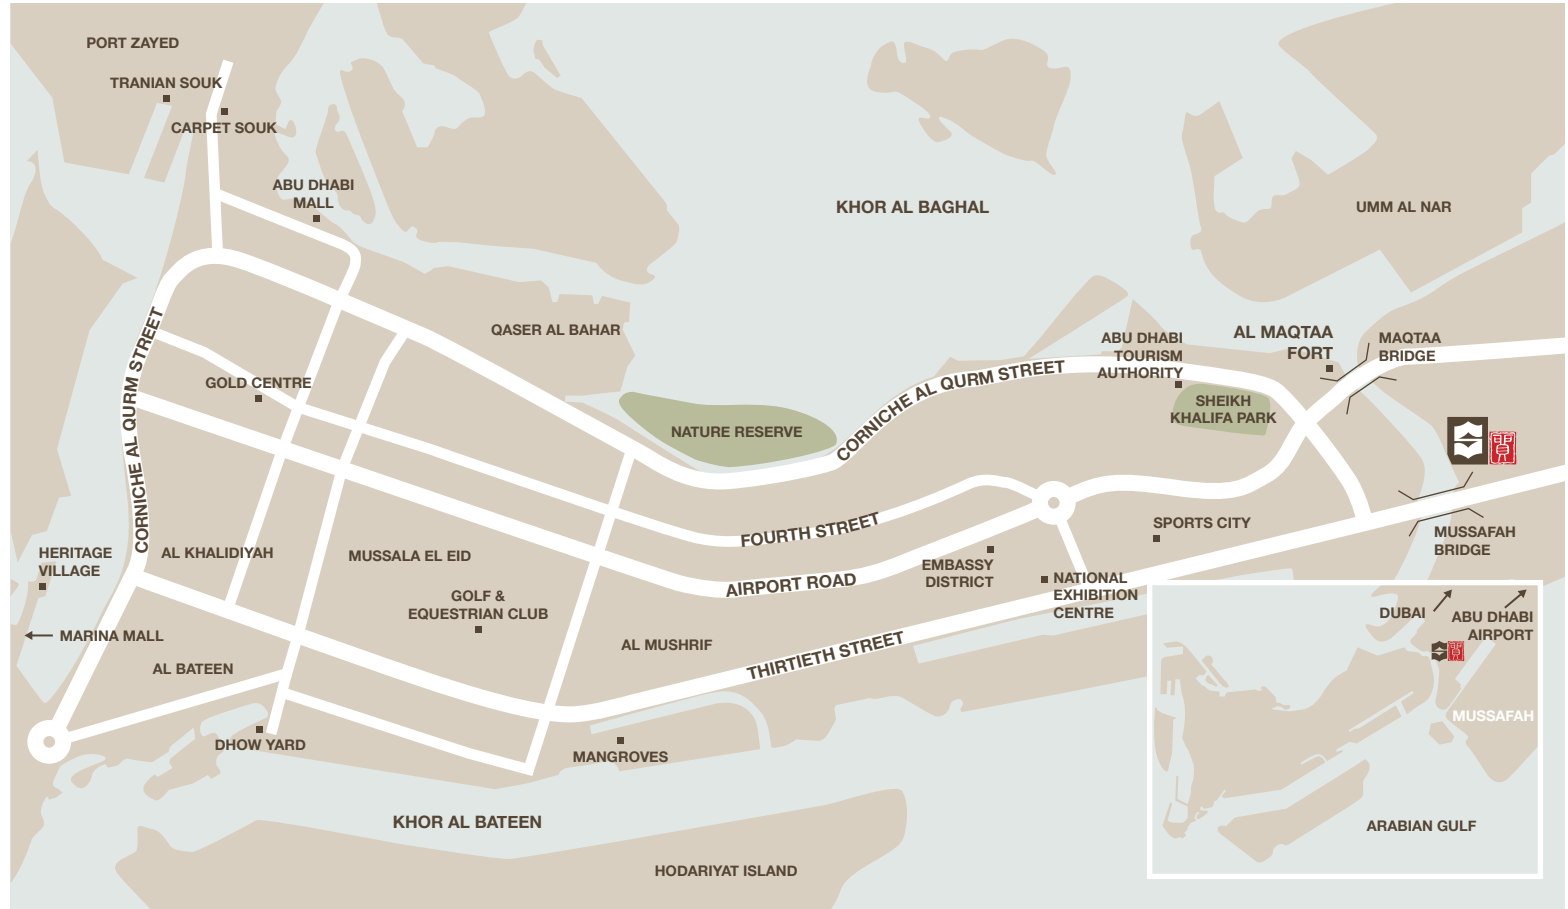 PORT ZAYED
TRANIAN SOUK
CARPET SOUK
ABU DHABI
MALL
KHOR AL BAGHAL
UMM AL NAR
QASER AL BAHAR
CORNICHE AL QURM STREET
GOLD CENTRE
NATURE RESERVE
CORNICHE AL QURM STREET
ABU DHABI
TOURISM
AUTHORITY
AL MAQTAA
FORT
MAQTAA
BRIDGE
SHEIKH
KHALIFA PARK
FOURTH STREET
SPORTS CITY
MUSSAFAH
BRIDGE
HERITAGE
VILLAGE
AL KHALIDIYAH
MUSSALA EL EID
AIRPORT ROAD
EMBASSY
DISTRICT
NATIONAL
EXHIBITION
CENTRE
GOLF &
EQUESTRIAN CLUB
MARINA MALL
AL MUSHRIF
THIRTIETH STREET
AL BATEEN
DHOW YARD
MANGROVES
KHOR AL BATEEN
HODARIYAT ISLAND
DUBAI
ABU DHABI
AIRPORT
MUSSAFAH
ARABIAN GULF